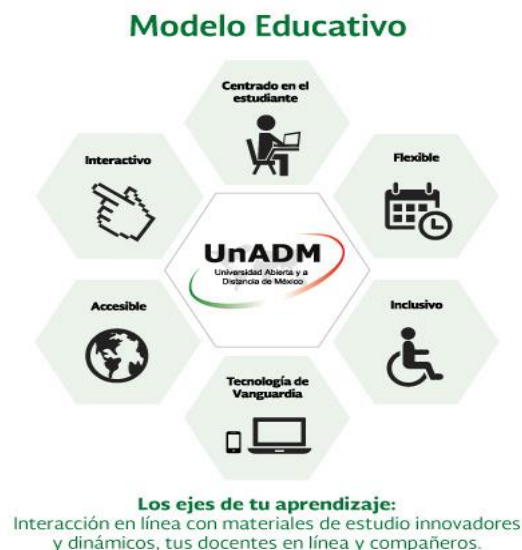 Modelo Educativo
Centrado en el
estudiante
Interactivo
Flexible
UnADM
Universidad Abierta y a
Distancia de México
Accesible
Inclusivo
Tecnología de
Vanguardia
Los ejes de tu aprendizaje:
Interacción en línea con materiales de estudio innovadores
y dinámicos, tus docentes en línea y compañeros.